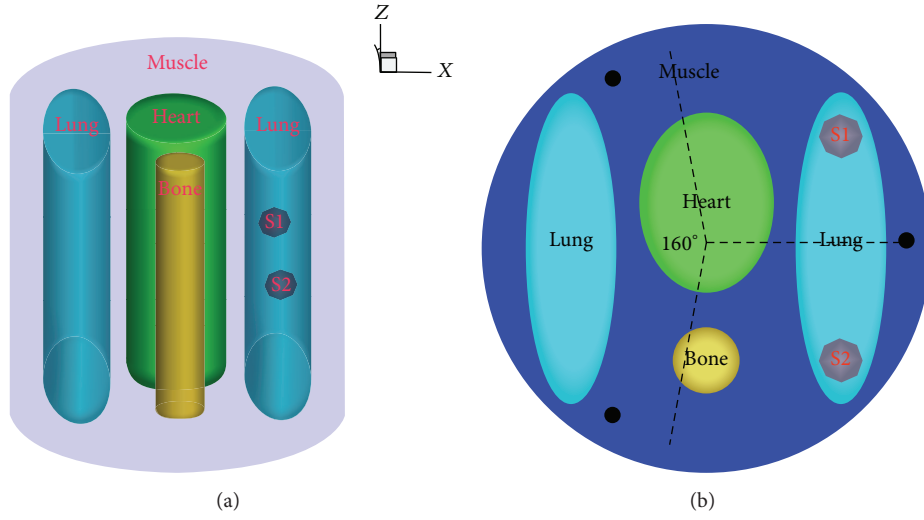 Muscle
Lung
Heart
Lung
Bone
S1
S2
(a)
Z
X
Muscle
S1
Heart
Lung
Lung
160°
Bone
S2
(b)